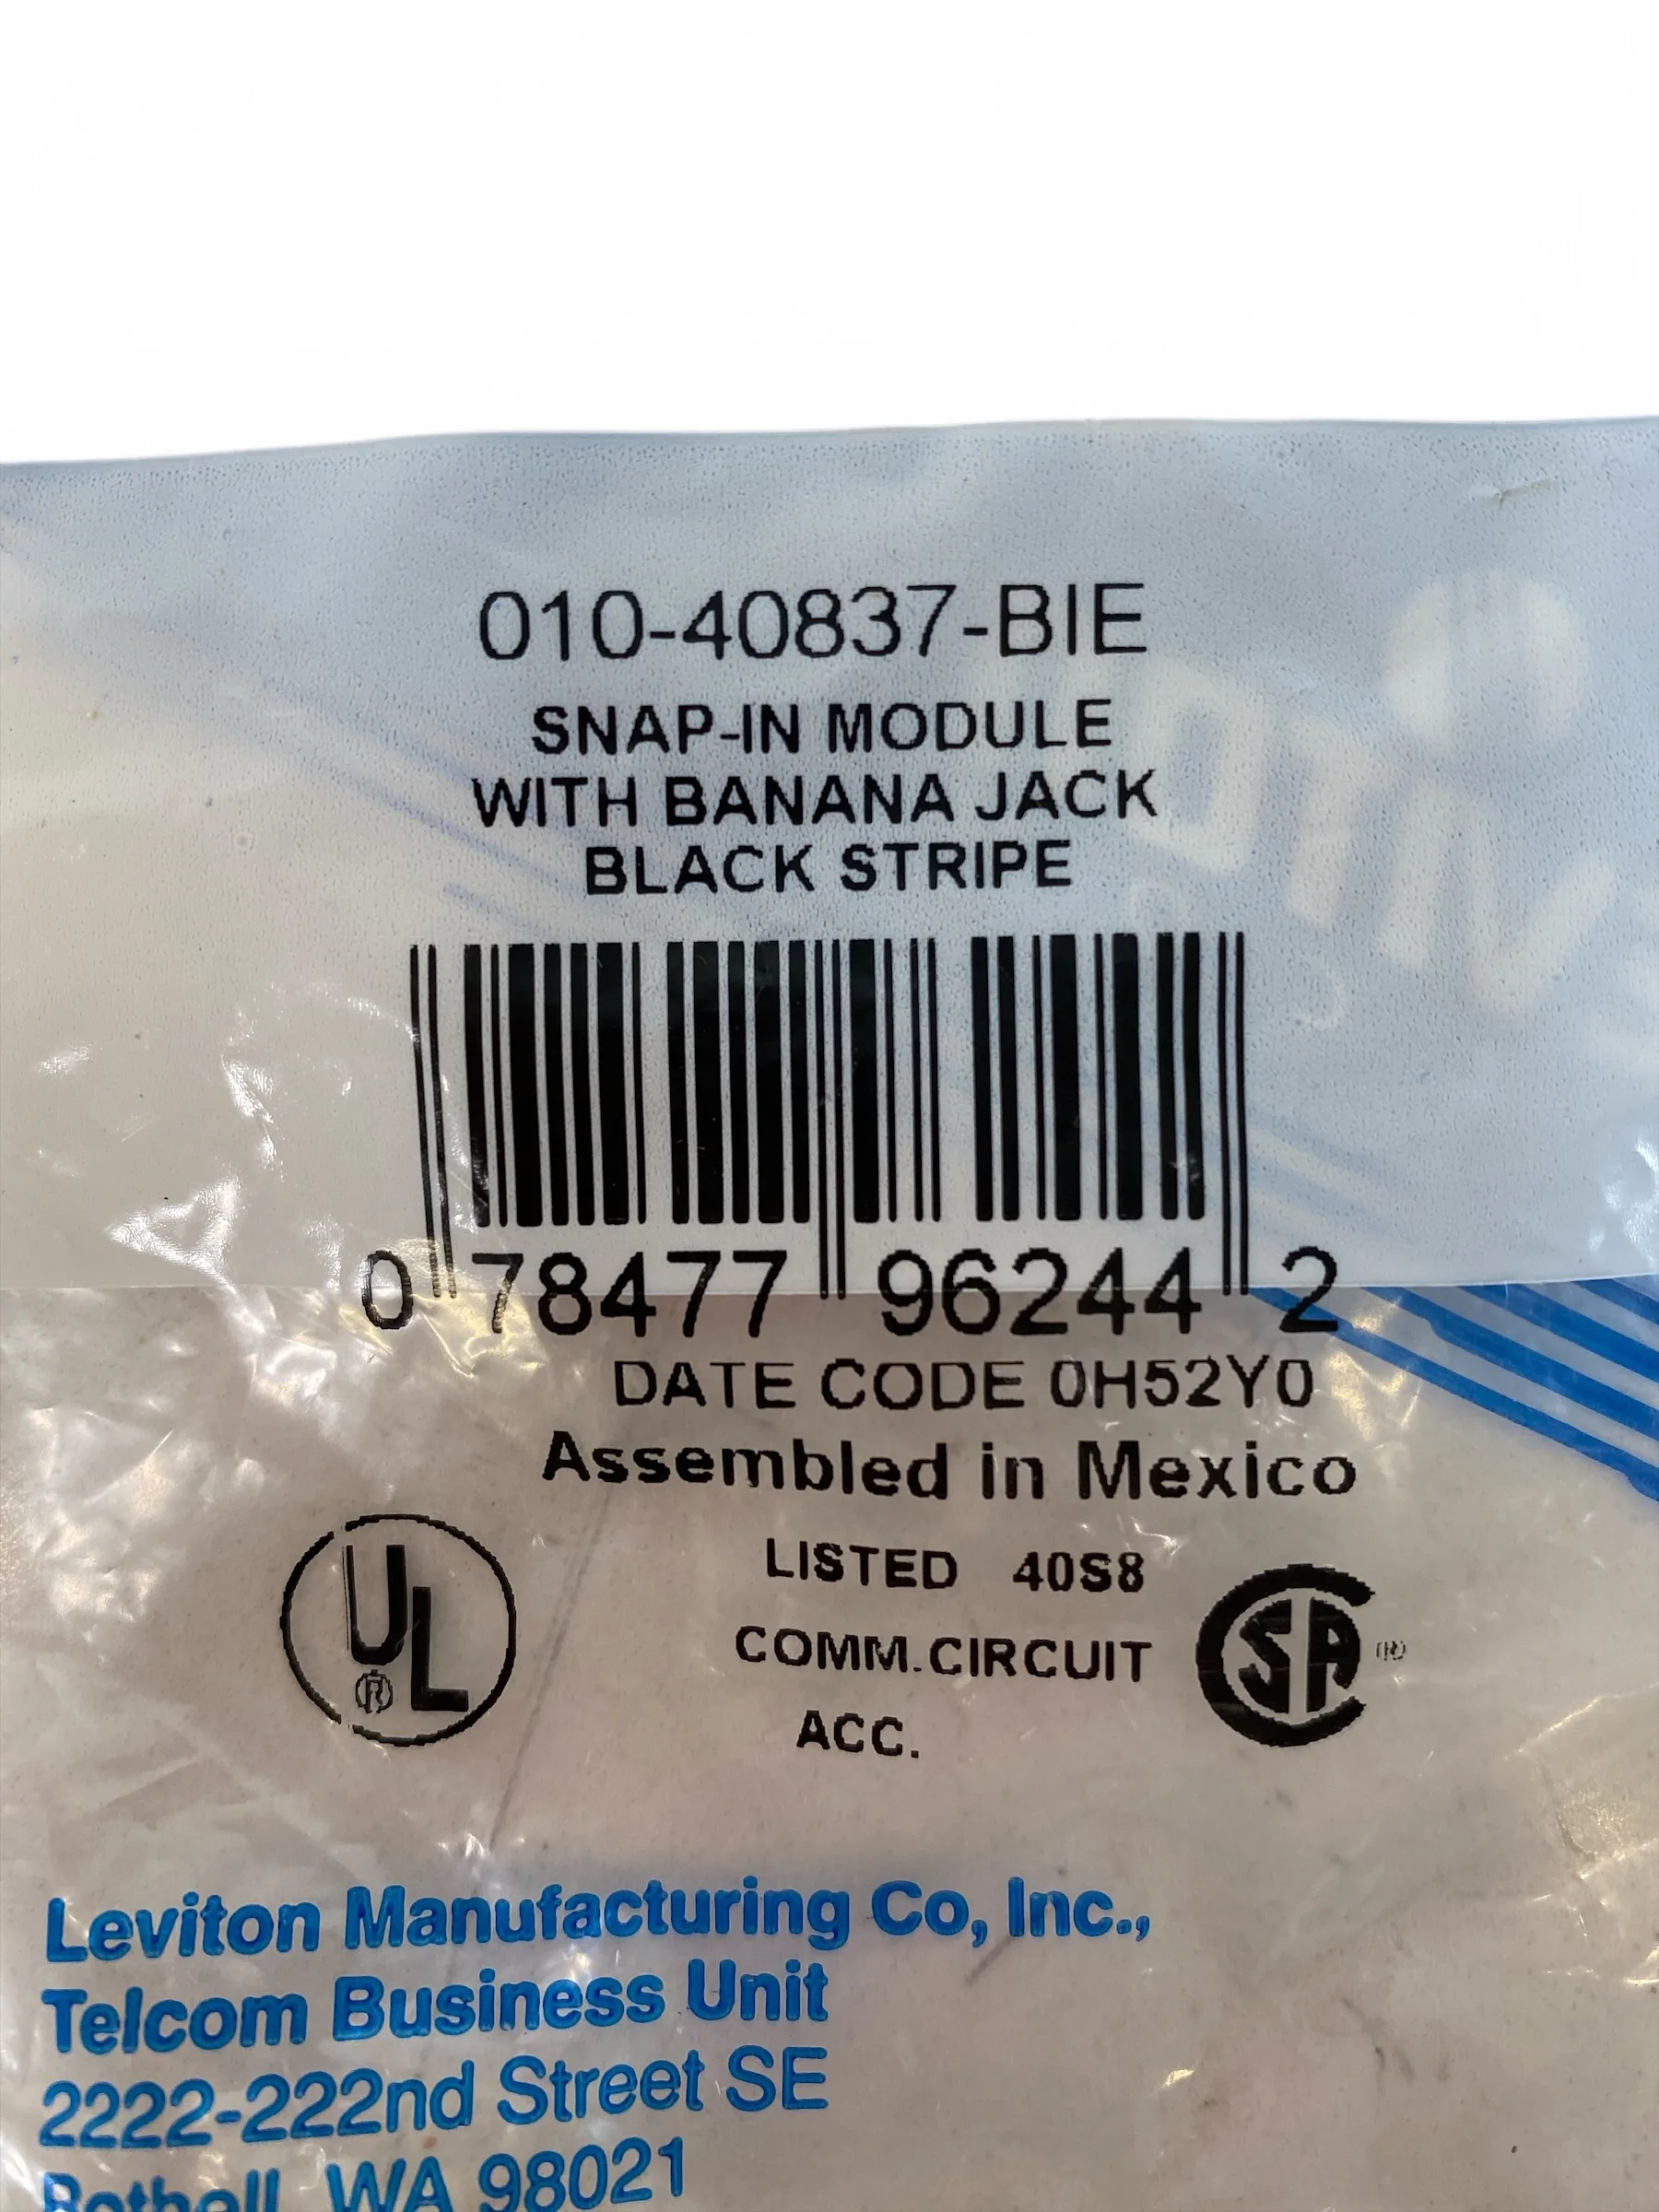 010-40837-BIE
SNAP-IN MODULE
WITH BANANA JACK
BLACK STRIPE
0 78477 96244 2
DATE CODE 0H52Y0
Assembled in Mexico
UL ®
LISTED 40S8
COMM.CIRCUIT
ACC.
SA ®
Leviton Manufacturing Co, Inc.,
Telcom Business Unit
2222-222nd Street SE
Bothell, WA 98021